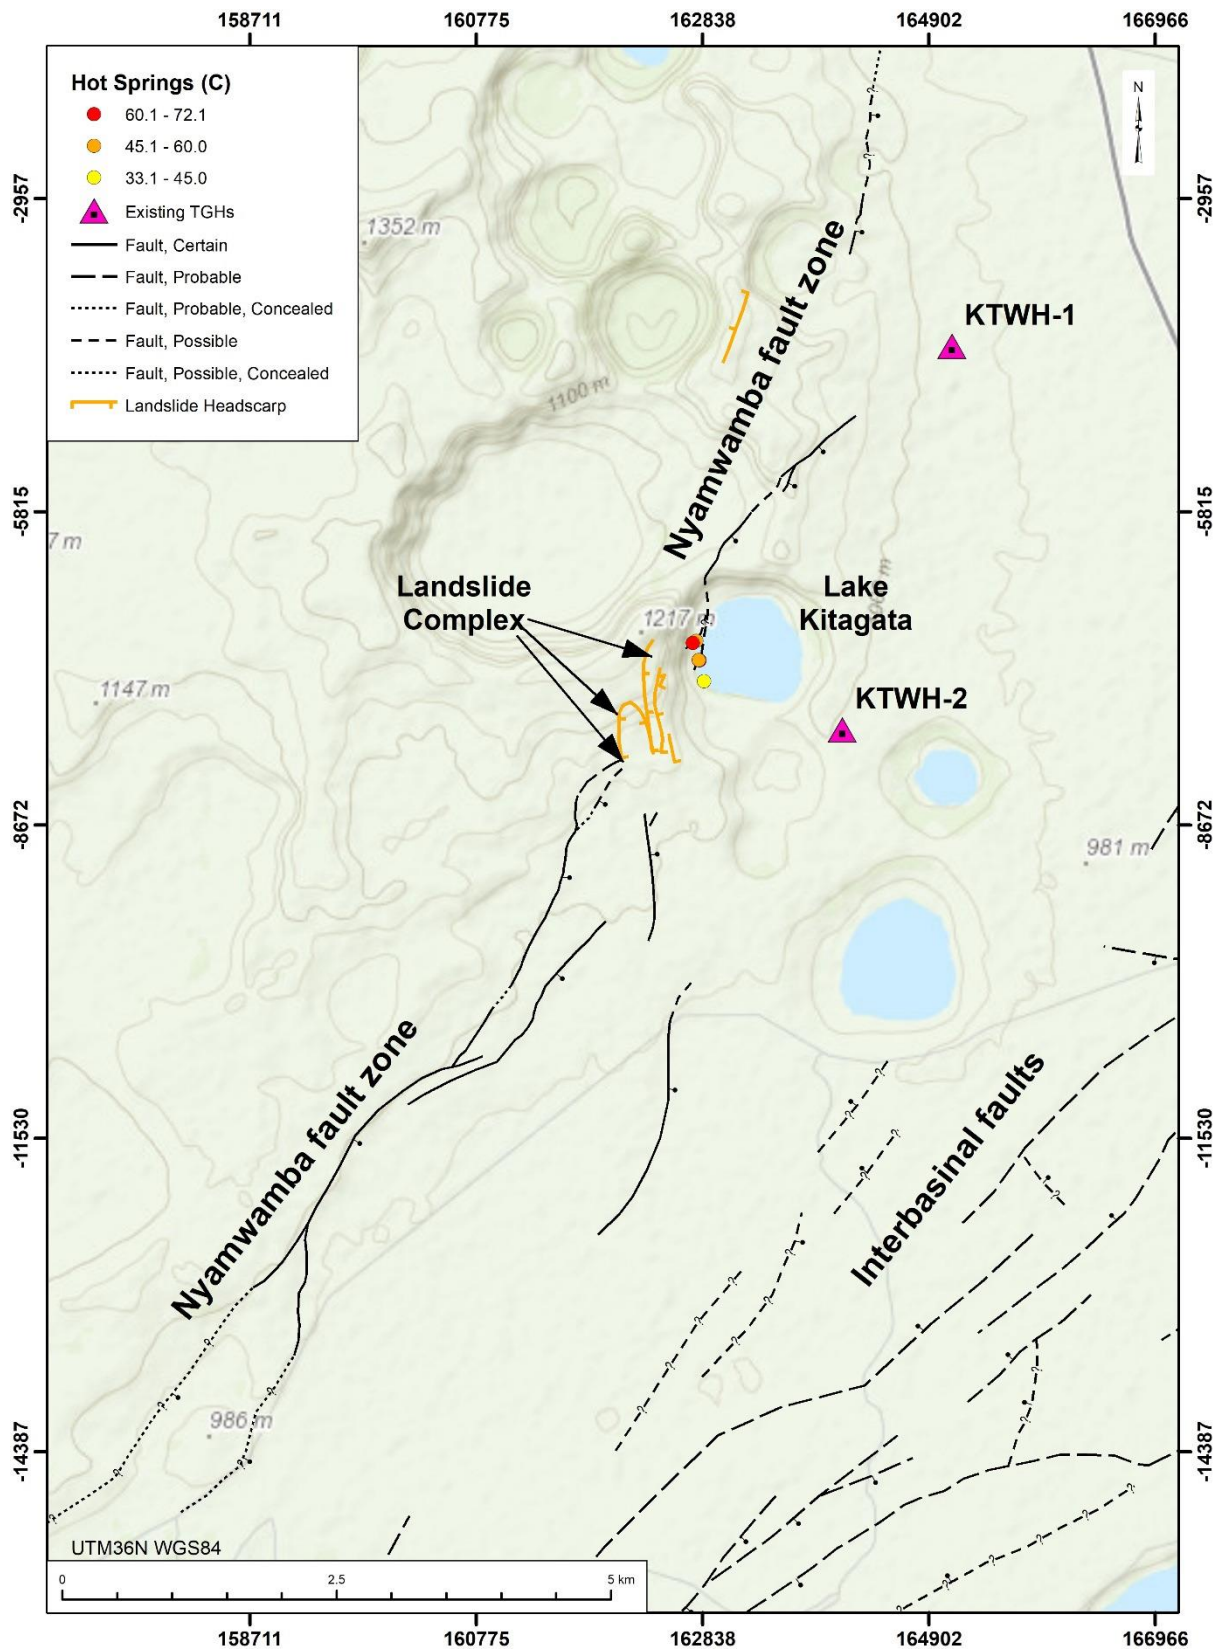 158711
160775
162838
164902
166966
Hot Springs (C)
60.1 - 72.1
45.1 - 60.0
33.1 - 45.0
Existing TGHs
Fault, Certain
Fault, Probable
Fault, Probable, Concealed
Fault, Possible
Fault, Possible, Concealed
Landslide Headscarp
N
-2957
-2957
1352 m
Nyamwamba fault zone
KTWH-1
1100 m
-5815
-5815
7 m
Landslide
Complex
1217 m
Lake
Kitagata
00 m
1147 m
KTWH-2
-8672
-8672
981 m
Nyamwamba fault zone
Interbasinal faults
-11530
-11530
986 m
-14387
-14387
UTM36N WGS84
0
2.5
5 km
158711
160775
162838
164902
166966